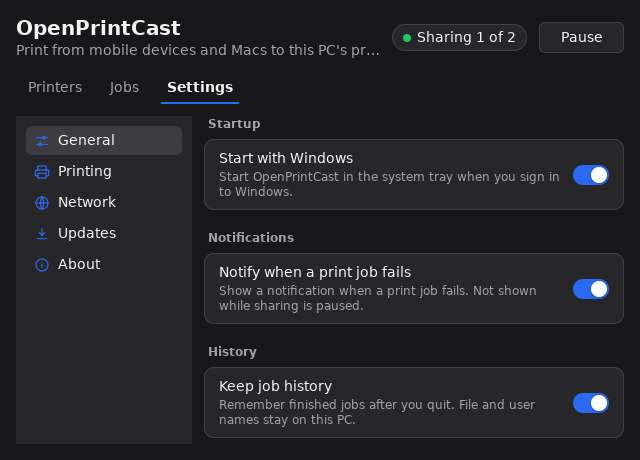 OpenPrintCast
Print from mobile devices and Macs to this PC's pr...
Sharing 1 of 2
Pause
Printers
Jobs
Settings
General
Printing
Network
Updates
About
Startup
Start with Windows
Start OpenPrintCast in the system tray when you sign in
to Windows.
Notifications
Notify when a print job fails
Show a notification when a print job fails. Not shown
while sharing is paused.
History
Keep job history
Remember finished jobs after you quit. File and user
names stay on this PC.